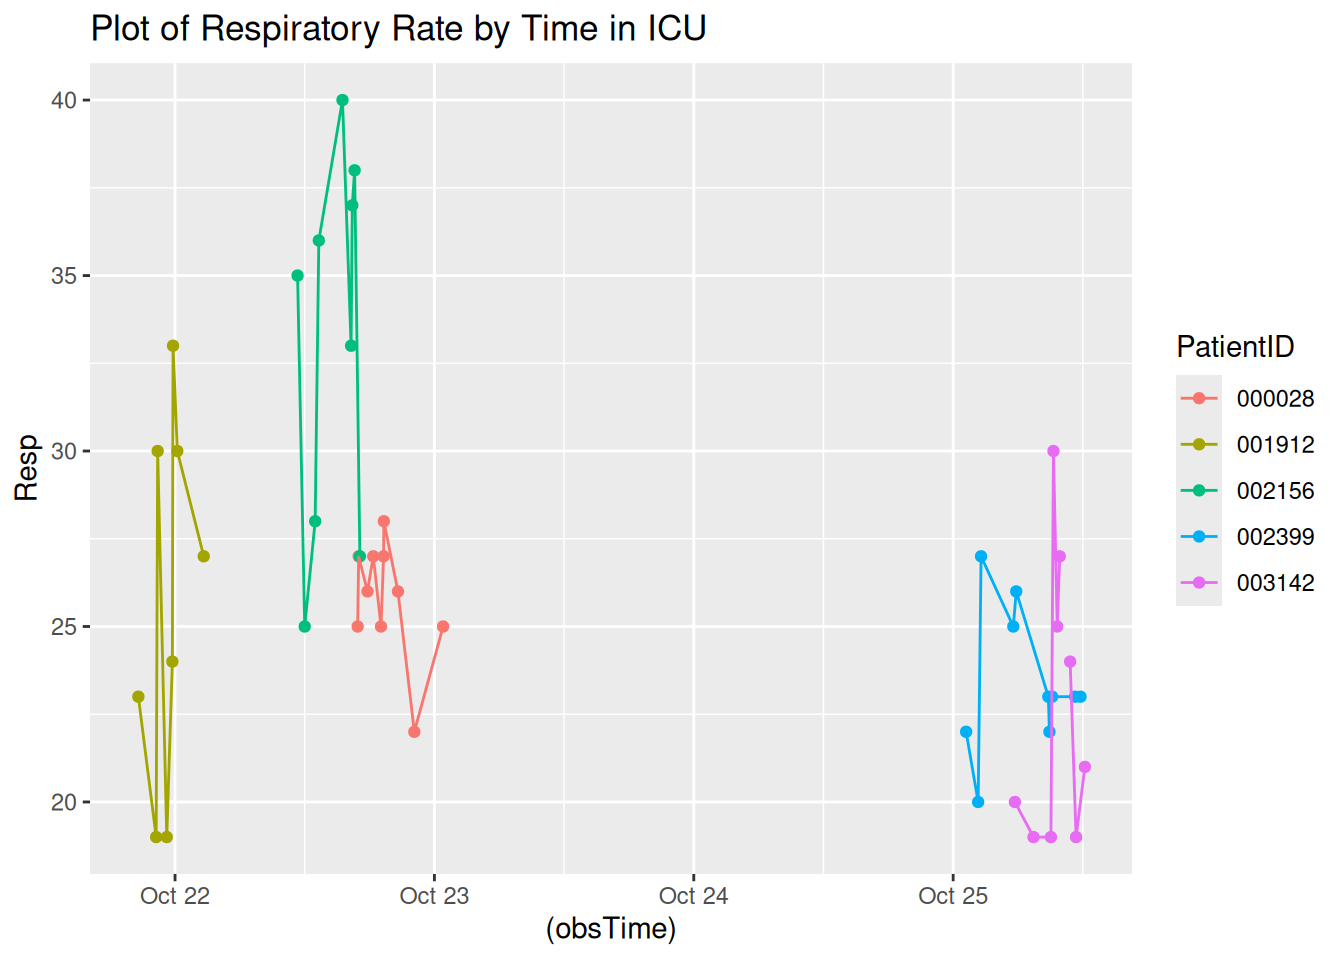 Plot of Respiratory Rate by Time in ICU
40
35
30
25
20
Resp
Oct 22
Oct 23
Oct 24
Oct 25
(obsTime)
PatientID
000028
001912
002156
002399
003142